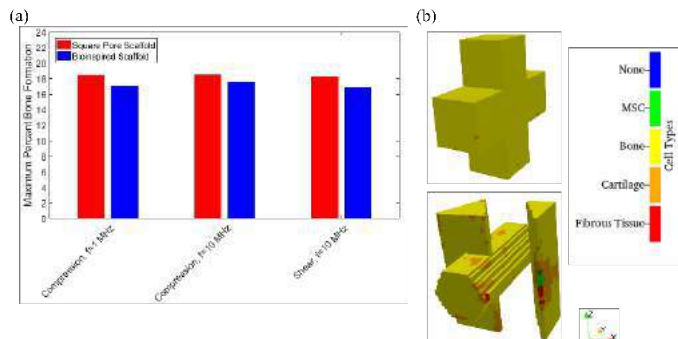 (a)
(b)
24
22
20
18
16
14
12
10
8
6
4
2
0
Maximum Percent Bone Formation
Square Pore Scaffold
Bioinspired Scaffold
Compression, f=1 MHz
Compression, f=10 MHz
Shear, f=10 MHz
None
MSC
Bone
Cartilage
Fibrous Tissue
Cell Types
Z
Y
X